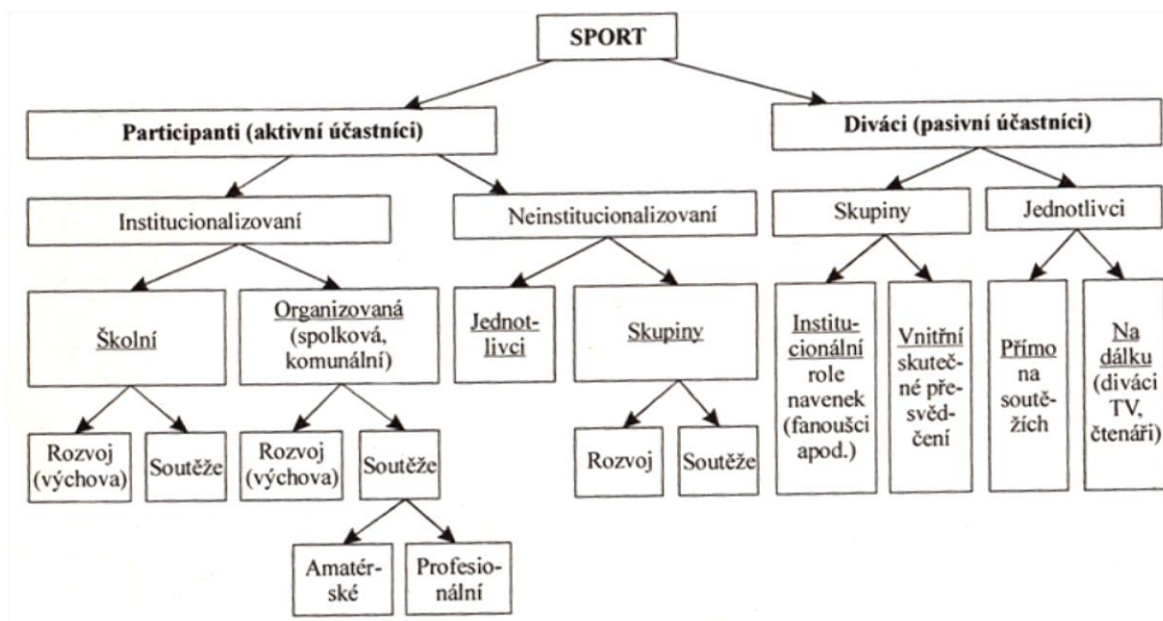 SPORT
Participanti (aktivní účastníci)
Diváci (pasivní účastníci)
Institucionalizovaní
Neinstitucionalizovaní
Skupiny
Jednotlivci
Školní
Organizovaná
(spolková,
komunální)
Jednot-
livci
Skupiny
Institu-
cionální
role
navenek
(fanoušci
apod.)
Vnitřní
skuteč-
né pře-
svěd-
čení
Přímo
na
soutě-
žích
Na
dálku
(diváci
TV,
čtenáři)
Rozvoj
(výchova)
Soutěže
Rozvoj
(výchova)
Soutěže
Rozvoj
Soutěže
Amatér-
ské
Profesio-
nální